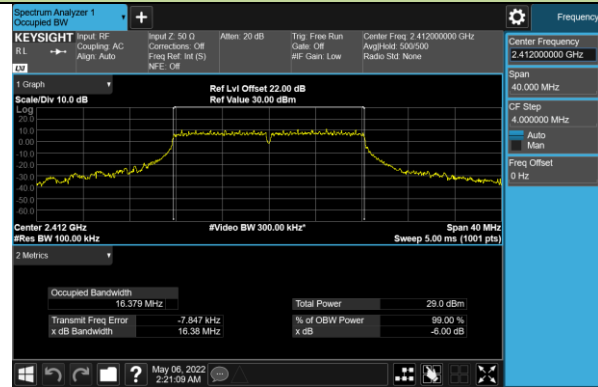 Spectrum Analyzer 1
Occupied BW
+
Frequency
KEYSIGHT
RL
Input: RF
Coupling: AC
Align: Auto
Input Z: 50 Ω
Corrections: Off
Freq Ref: Int (S)
NFE: Off
Atten: 20 dB
Trig: Free Run
Gate: Off
#IF Gain: Low
Center Freq: 2.412000000 GHz
Avg|Hold: 500/500
Radio Std: None
LXI
Center Frequency
2.412000000 GHz
Span
40.000 MHz
CF Step
4.000000 MHz
Auto
Man
Freq Offset
0 Hz
1 Graph
Scale/Div 10.0 dB
Ref Lvl Offset 22.00 dB
Ref Value 30.00 dBm
Log
20.0
10.0
0.00
-10.0
-20.0
-30.0
-40.0
-50.0
-60.0
Center 2.412 GHz
#Res BW 100.00 kHz
#Video BW 300.00 kHz*
Span 40 MHz
Sweep 5.00 ms (1001 pts)
2 Metrics
Occupied Bandwidth
16.379 MHz
Total Power 29.0 dBm
Transmit Freq Error -7.847 kHz
% of OBW Power 99.00 %
x dB Bandwidth 16.38 MHz
x dB -6.00 dB
?
May 06, 2022
2:21:09 AM